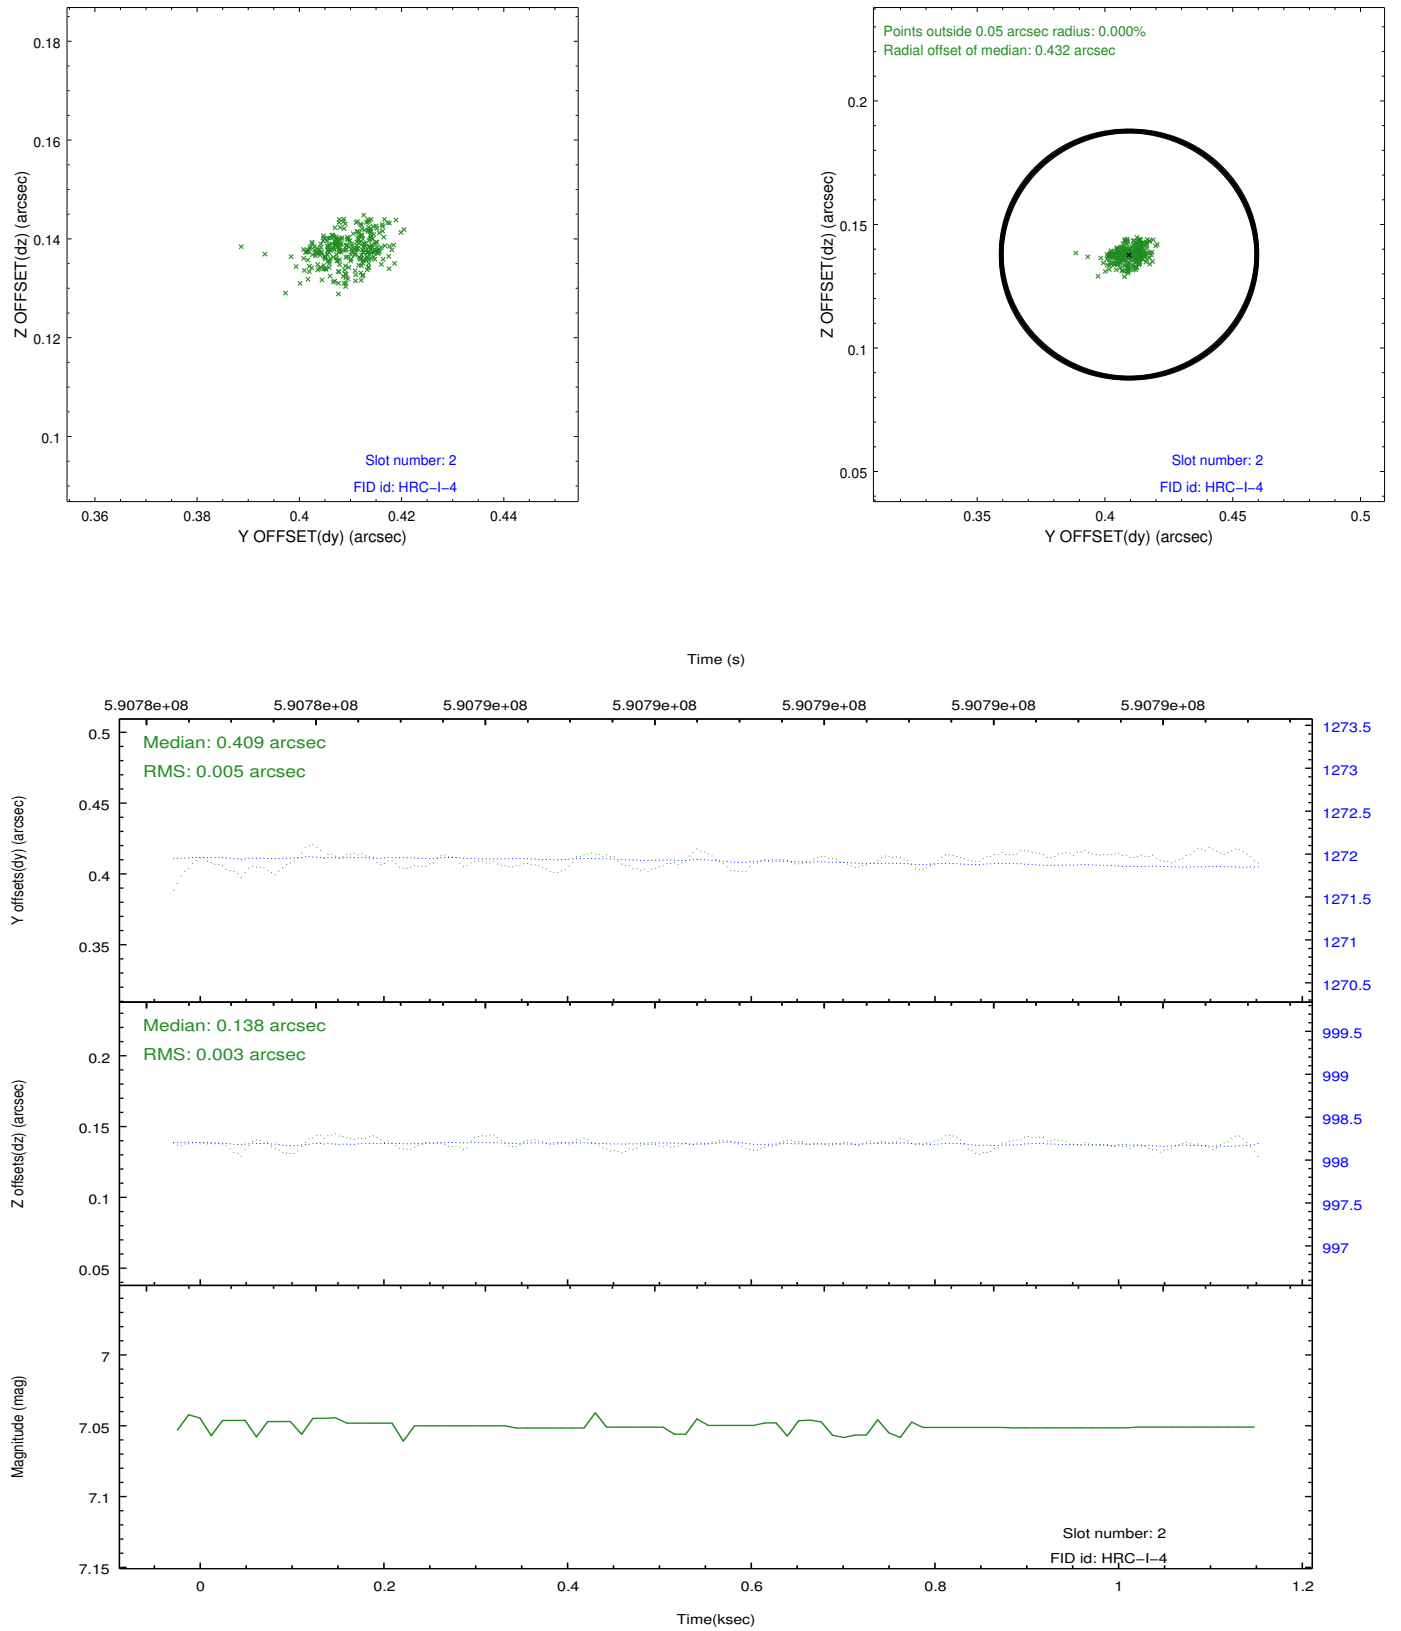 0.18
0.16
0.14
0.12
0.1
Z OFFSET(dz) (arcsec)
Slot number: 2
FID id: HRC−I−4
0.36 0.38 0.4 0.42 0.44
Y OFFSET(dy) (arcsec)
Points outside 0.05 arcsec radius: 0.000%
Radial offset of median: 0.432 arcsec
0.2
0.15
0.1
0.05
Z OFFSET(dz) (arcsec)
Slot number: 2
FID id: HRC−I−4
0.35 0.4 0.45 0.5
Y OFFSET(dy) (arcsec)
Time (s)
5.9078e+08 5.9078e+08 5.9079e+08 5.9079e+08 5.9079e+08 5.9079e+08 5.9079e+08
Median: 0.409 arcsec
RMS: 0.005 arcsec
0.5
0.45
0.4
0.35
Y offsets(dy) (arcsec)
1273.5
1273
1272.5
1272
1271.5
1271
1270.5
Median: 0.138 arcsec
RMS: 0.003 arcsec
0.2
0.15
0.1
0.05
Z offsets(dz) (arcsec)
999.5
999
998.5
998
997.5
997
7
7.05
7.1
7.15
Magnitude (mag)
Slot number: 2
FID id: HRC−I−4
0 0.2 0.4 0.6 0.8 1 1.2
Time(ksec)